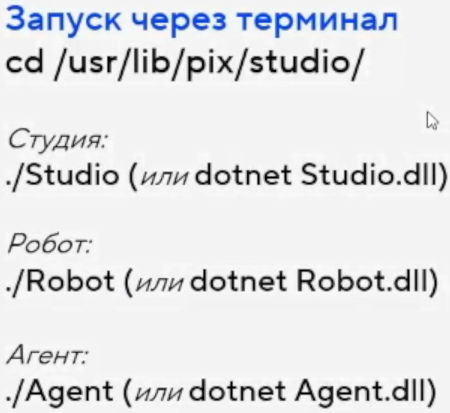 Запуск через терминал
cd /usr/lib/pix/studio/
Студия:
./Studio (или dotnet Studio.dll)
Робот:
./Robot (или dotnet Robot.dll)
Агент:
./Agent (или dotnet Agent.dll)